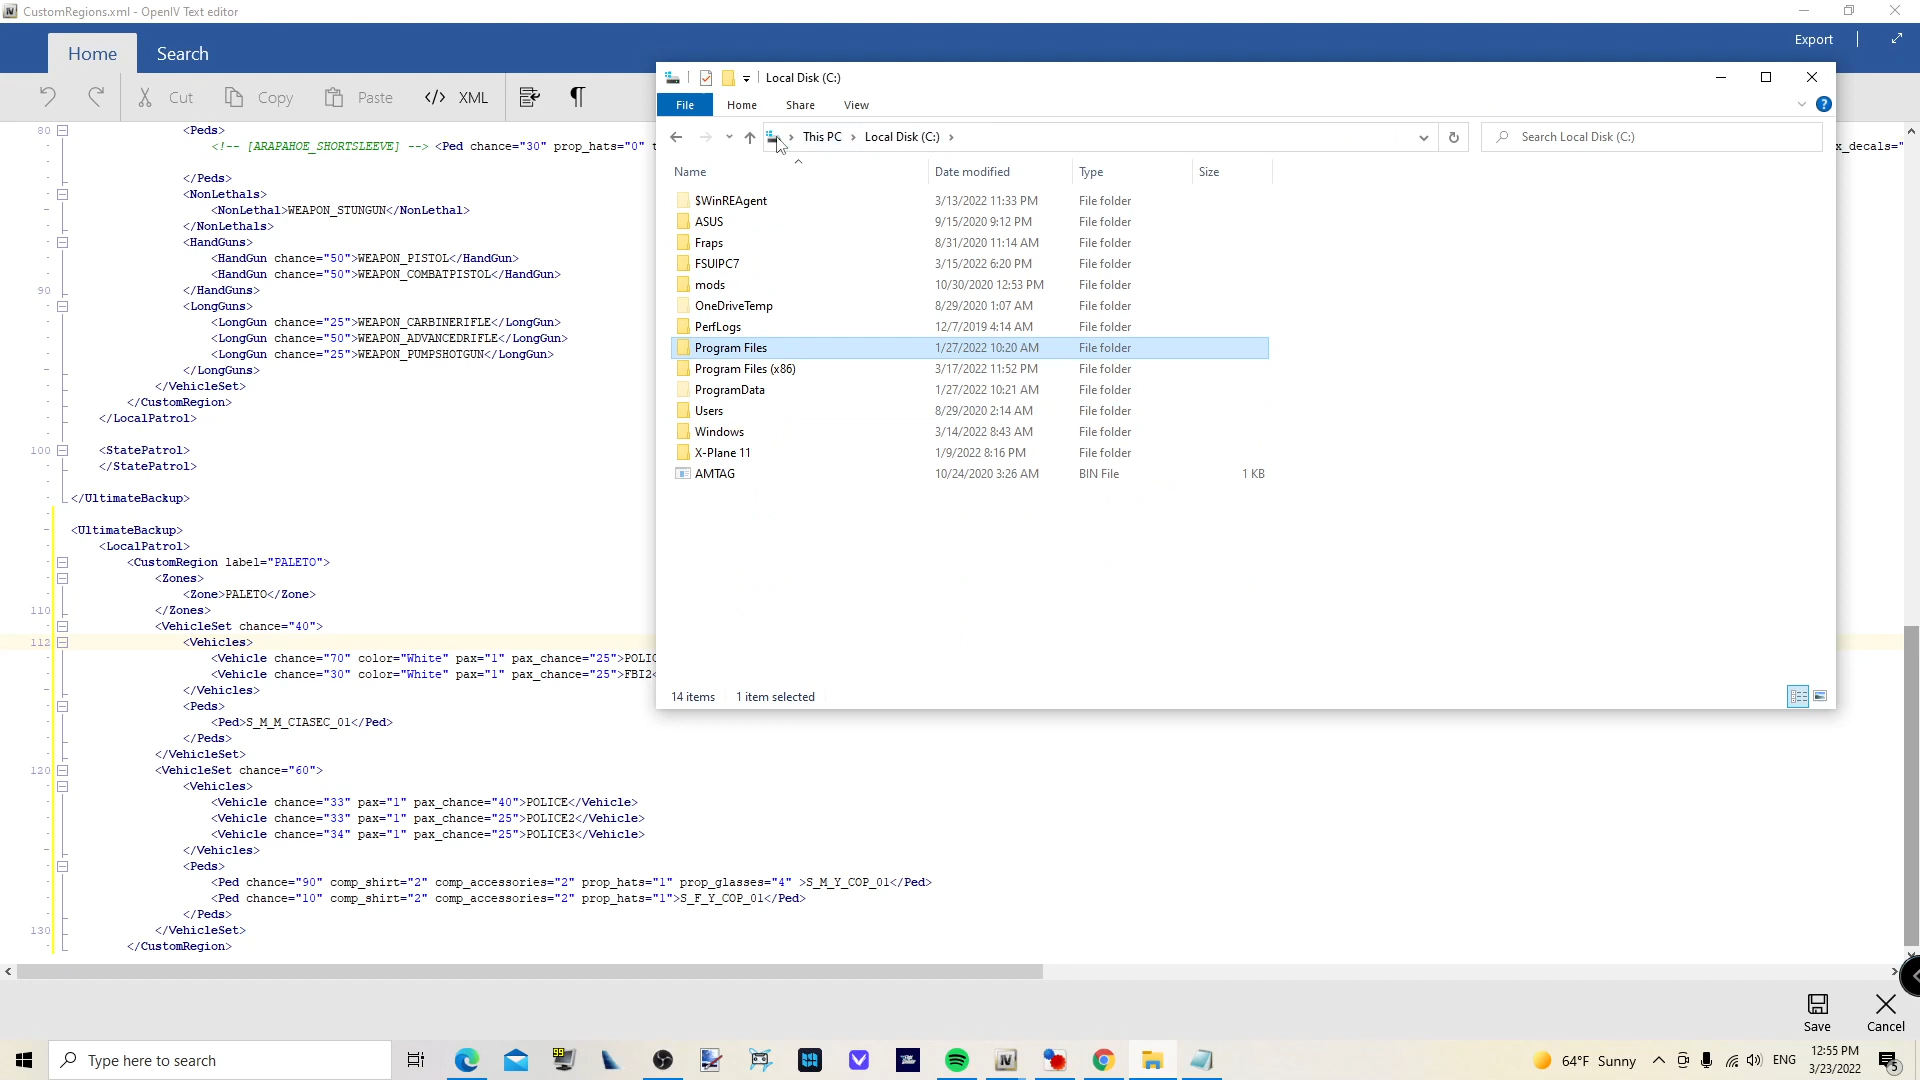 CustomRegions.xml - OpenIV Text editor
Home
Search
Export
Cut
Copy
Paste
</> XML
80
<Peds>
<!-- [ARAPAHOE_SHORTSLEEVE] --> <Ped chance="30" prop_hats="0" t
x_decals="
</Peds>
<NonLethals>
<NonLethal>WEAPON_STUNGUN</NonLethal>
</NonLethals>
<HandGuns>
<HandGun chance="50">WEAPON_PISTOL</HandGun>
<HandGun chance="50">WEAPON_COMBATPISTOL</HandGun>
90
</HandGuns>
<LongGuns>
<LongGun chance="25">WEAPON_CARBINERIFLE</LongGun>
<LongGun chance="50">WEAPON_ADVANCEDRIFLE</LongGun>
<LongGun chance="25">WEAPON_PUMPSHOTGUN</LongGun>
</LongGuns>
</VehicleSet>
</CustomRegion>
</LocalPatrol>
100
<StatePatrol>
</StatePatrol>
</UltimateBackup>
<UltimateBackup>
<LocalPatrol>
<CustomRegion label="PALETO">
<Zones>
<Zone>PALETO</Zone>
110
</Zones>
<VehicleSet chance="40">
112
<Vehicles>
<Vehicle chance="70" color="White" pax="1" pax_chance="25">POLIC
<Vehicle chance="30" color="White" pax="1" pax_chance="25">FBI2<
</Vehicles>
<Peds>
<Ped>S_M_M_CIASEC_01</Ped>
</Peds>
</VehicleSet>
120
<VehicleSet chance="60">
<Vehicles>
<Vehicle chance="33" pax="1" pax_chance="40">POLICE</Vehicle>
<Vehicle chance="33" pax="1" pax_chance="25">POLICE2</Vehicle>
<Vehicle chance="34" pax="1" pax_chance="25">POLICE3</Vehicle>
</Vehicles>
<Peds>
<Ped chance="90" comp_shirt="2" comp_accessories="2" prop_hats="1" prop_glasses="4" >S_M_Y_COP_01</Ped>
<Ped chance="10" comp_shirt="2" comp_accessories="2" prop_hats="1">S_F_Y_COP_01</Ped>
</Peds>
130
</VehicleSet>
</CustomRegion>
Local Disk (C:)
File
Home
Share
View
This PC > Local Disk (C:) >
Search Local Disk (C:)
Name Date modified Type Size
$WinREAgent 3/13/2022 11:33 PM File folder
ASUS 9/15/2020 9:12 PM File folder
Fraps 8/31/2020 11:14 AM File folder
FSUIPC7 3/15/2022 6:20 PM File folder
mods 10/30/2020 12:53 PM File folder
OneDriveTemp 8/29/2020 1:07 AM File folder
PerfLogs 12/7/2019 4:14 AM File folder
Program Files 1/27/2022 10:20 AM File folder
Program Files (x86) 3/17/2022 11:52 PM File folder
ProgramData 1/27/2022 10:21 AM File folder
Users 8/29/2020 2:14 AM File folder
Windows 3/14/2022 8:43 AM File folder
X-Plane 11 1/9/2022 8:16 PM File folder
AMTAG 10/24/2020 3:26 AM BIN File 1 KB
14 items 1 item selected
Save
Cancel
Type here to search
99
64°F Sunny
ENG
12:55 PM
3/23/2022
5